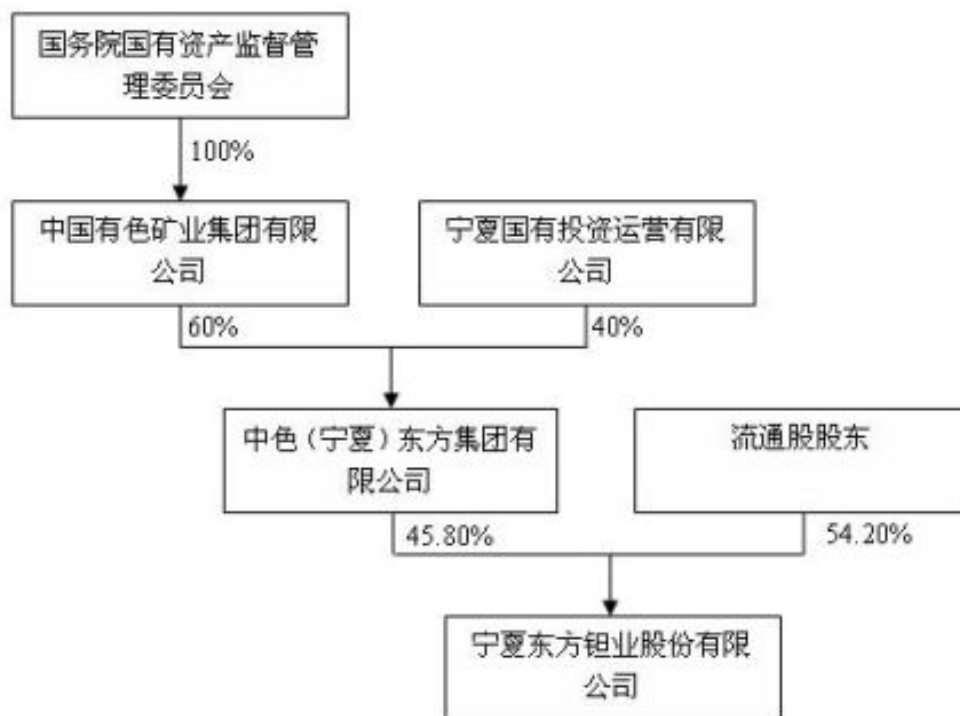 国务院国有资产监督管
理委员会
100%
中国有色矿业集团有限
公司
宁夏国有投资运营有限
公司
60%
40%
中色（宁夏）东方集团有
限公司
流通股股东
45.80%
54.20%
宁夏东方钽业股份有限
公司